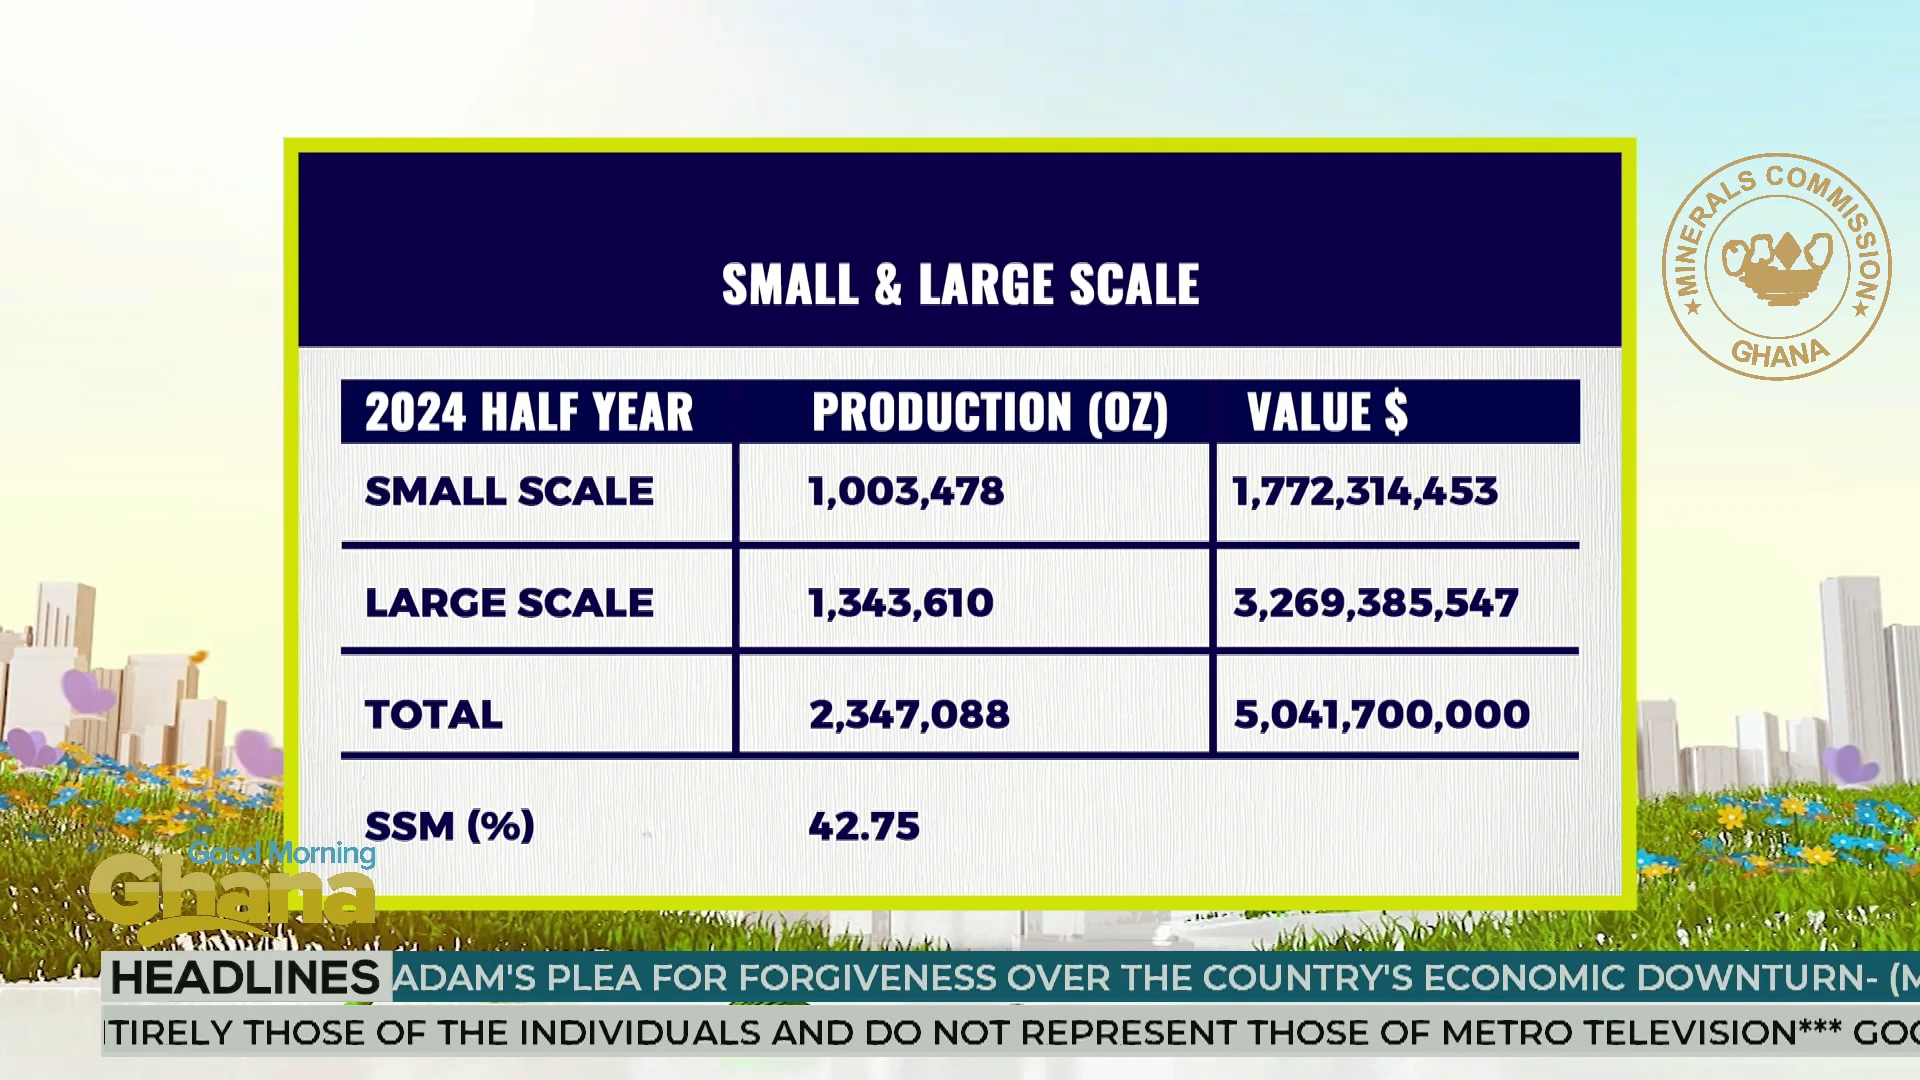 SMALL & LARGE SCALE
MINERALS COMMISSION
GHANA
2024 HALF YEAR PRODUCTION (OZ) VALUE $
SMALL SCALE 1,003,478 1,772,314,453
LARGE SCALE 1,343,610 3,269,385,547
TOTAL 2,347,088 5,041,700,000
SSM (%) 42.75
Good Morning
Ghana
HEADLINES ADAM'S PLEA FOR FORGIVENESS OVER THE COUNTRY'S ECONOMIC DOWNTURN- (M
TIRELY THOSE OF THE INDIVIDUALS AND DO NOT REPRESENT THOSE OF METRO TELEVISION*** GOO